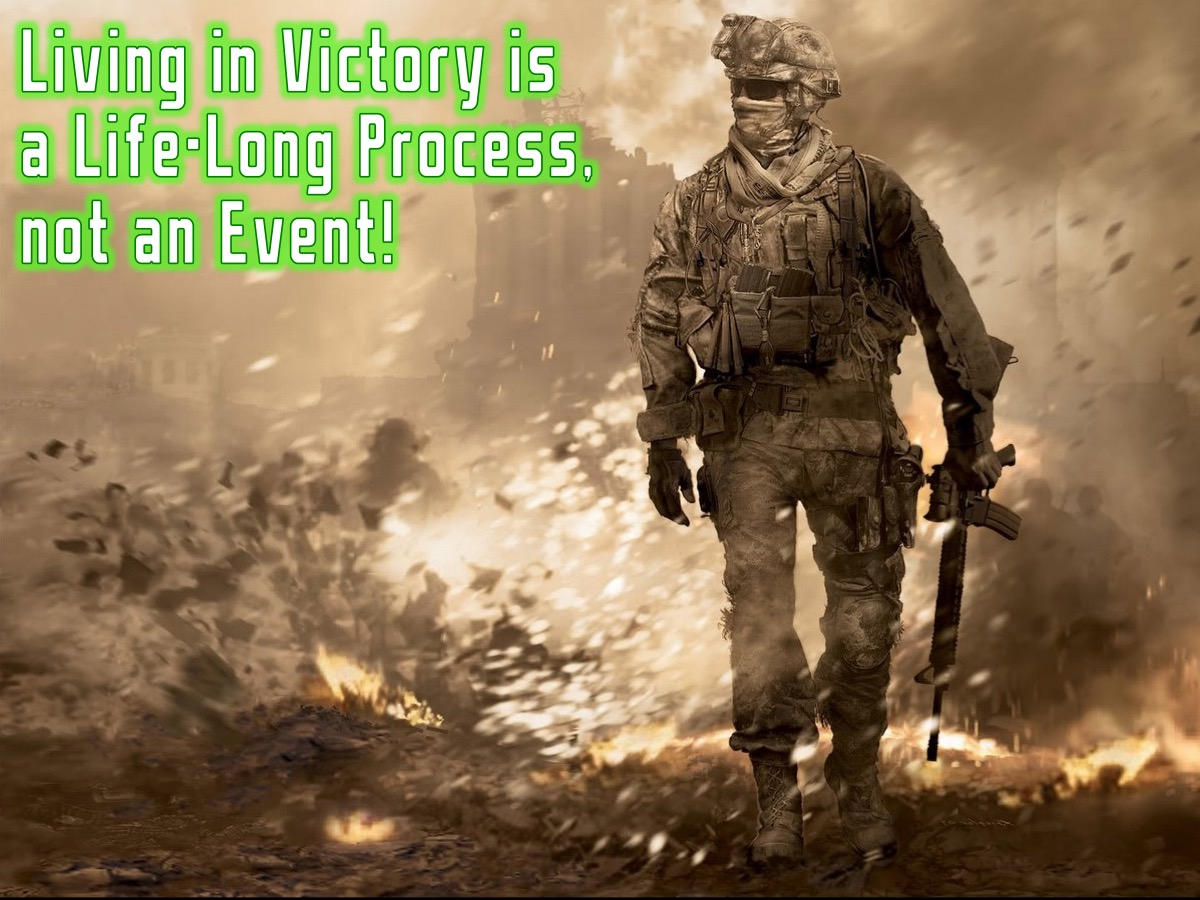 Living in Victory is
a Life-Long Process,
not an Event!